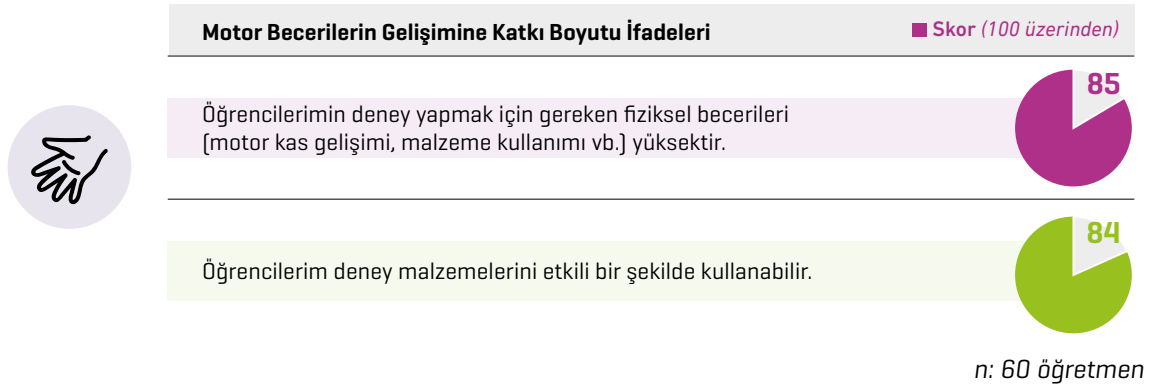 Motor Becerilerin Gelişimine Katkı Boyutu İfadeleri
Skor (100 üzerinden)
Öğrencilerimin deney yapmak için gereken fiziksel becerileri
(motor kas gelişimi, malzeme kullanımı vb.) yüksektir.
85
Öğrencilerim deney malzemelerini etkili bir şekilde kullanabilir.
84
n: 60 öğretmen